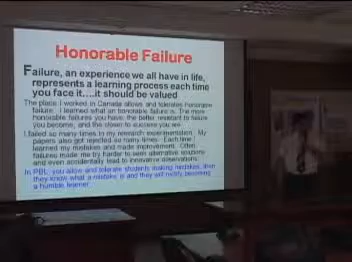 Honorable Failure
Failure, an experience we all have in life,
represents a learning process each time
you face it....it should be valued
The place I worked in Canada allows and tolerates honorable
failure. I learned what an honorable failure is. The more
honorable failures you have, the better resistant to failure
you become, and the closer to success you are.
I failed so many times in my research experimentation. My
papers also got rejected so many times. Each time I
learned my mistakes and made improvement. Often
failures made me try harder to seek alternative solutions
and even accidentally lead to innovative observations.
In PBL, you allow and tolerate students making mistakes, then
they know what a mistake is and they will rectify becoming
a humble learner